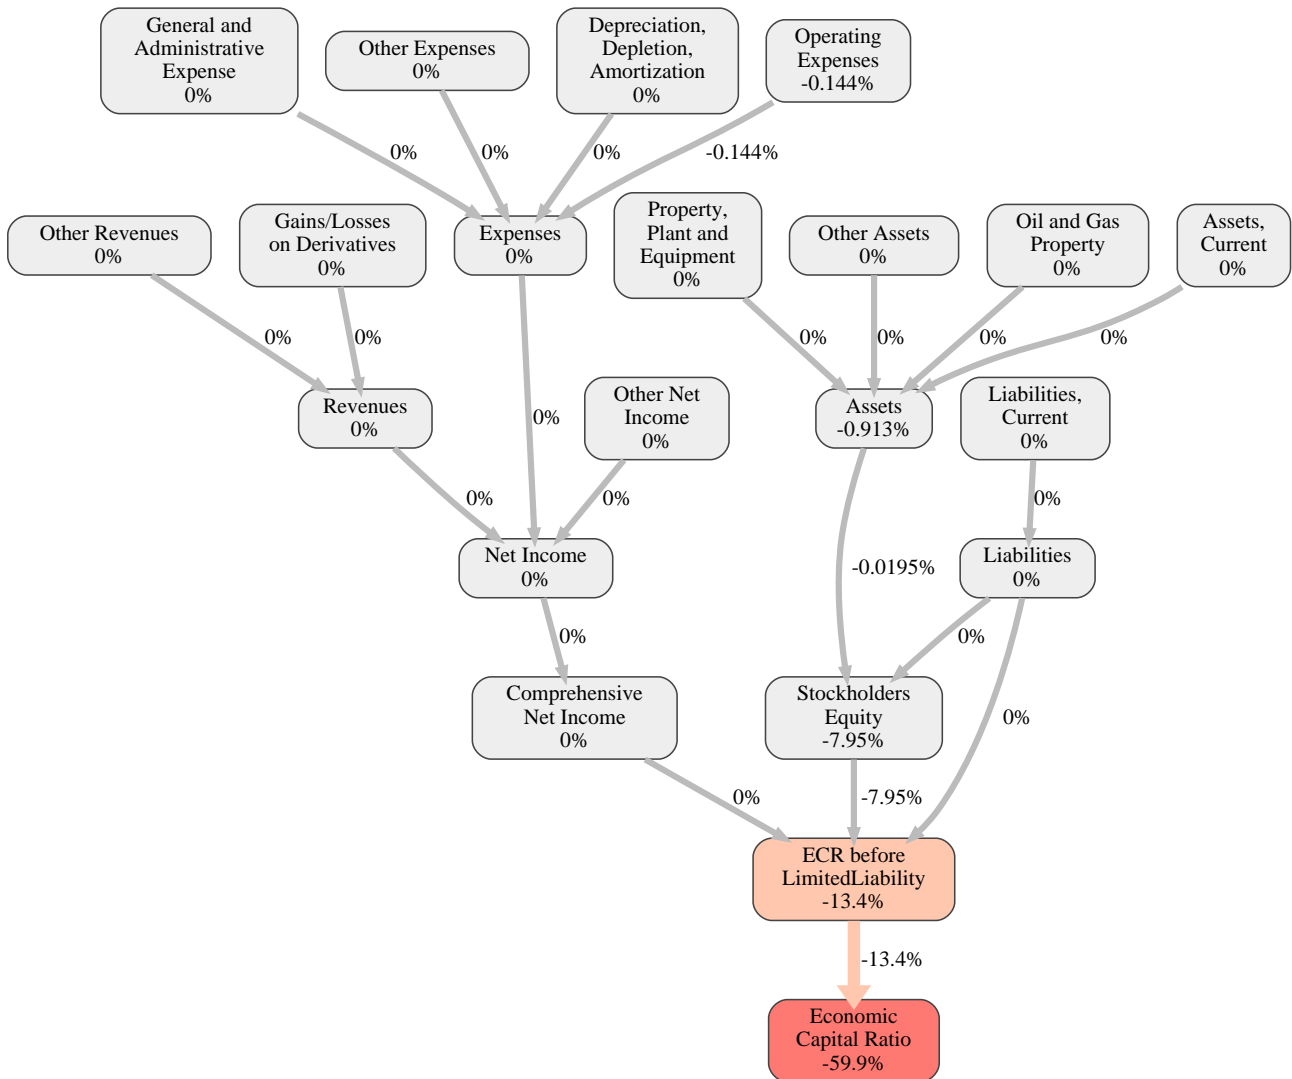 General and
Administrative
Expense
0%
Other Expenses
0%
Depreciation,
Depletion,
Amortization
0%
Operating
Expenses
-0.144%
0%
0%
0%
-0.144%
Other Revenues
0%
Gains/Losses
on Derivatives
0%
Expenses
0%
Property,
Plant and
Equipment
0%
Other Assets
0%
Oil and Gas
Property
0%
Assets,
Current
0%
0%
0%
0%
0%
0%
0%
Revenues
0%
0%
Other Net
Income
0%
Assets
-0.913%
Liabilities,
Current
0%
0%
0%
0%
Net Income
0%
-0.0195%
Liabilities
0%
0%
0%
Comprehensive
Net Income
0%
Stockholders
Equity
-7.95%
0%
0%
-7.95%
ECR before
LimitedLiability
-13.4%
-13.4%
Economic
Capital Ratio
-59.9%